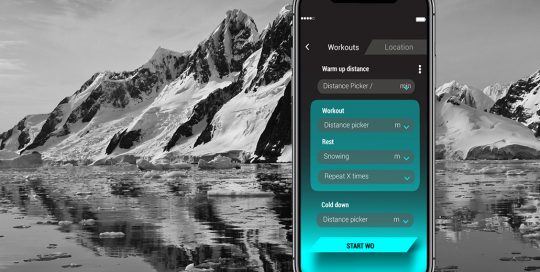 Workouts Location
Warm up distance
Distance Picker / min
Workout
Distance picker m
Rest
Snowing m
Repeat X times
Cold down
Distance picker m
START WO